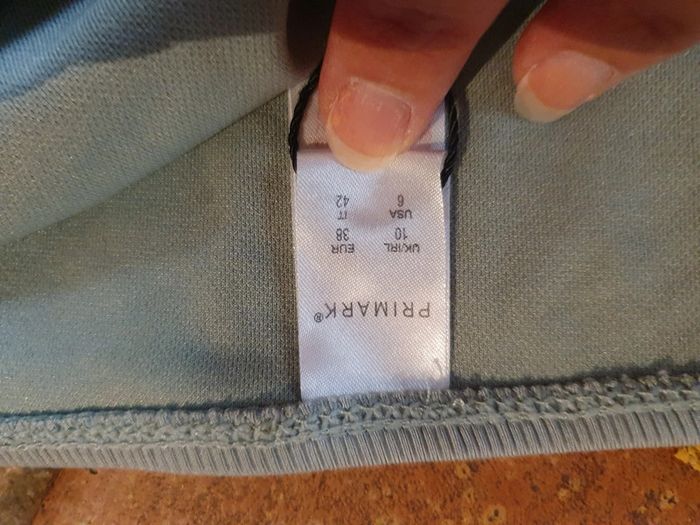 PRIMARK®
UK/IRL EUR
10 38
USA IT
6 42